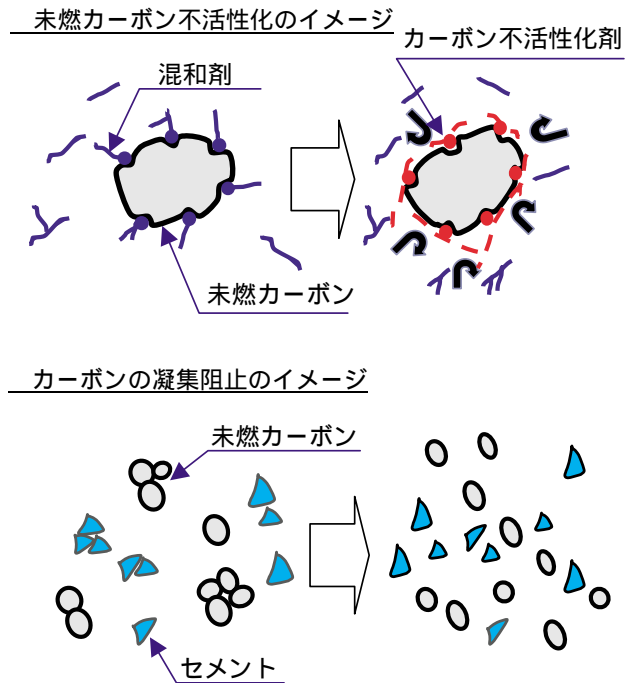 未燃カーボン不活性化のイメージ
カーボン不活性化剤
混和剤
未燃カーボン
カーボンの凝集阻止のイメージ
未燃カーボン
セメント